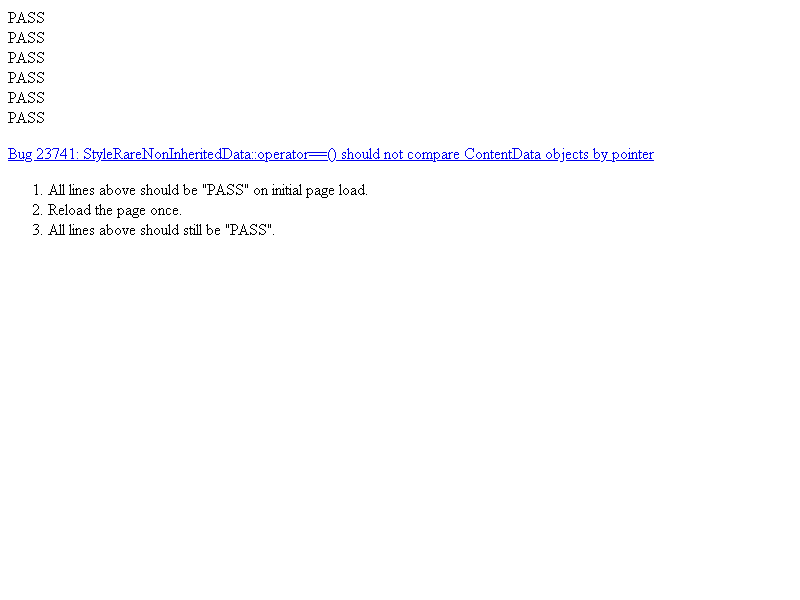 PASS
PASS
PASS
PASS
PASS
PASS
Bug 23741: StyleRareNonInheritedData::operator==() should not compare ContentData objects by pointer
1. All lines above should be "PASS" on initial page load.
2. Reload the page once.
3. All lines above should still be "PASS".